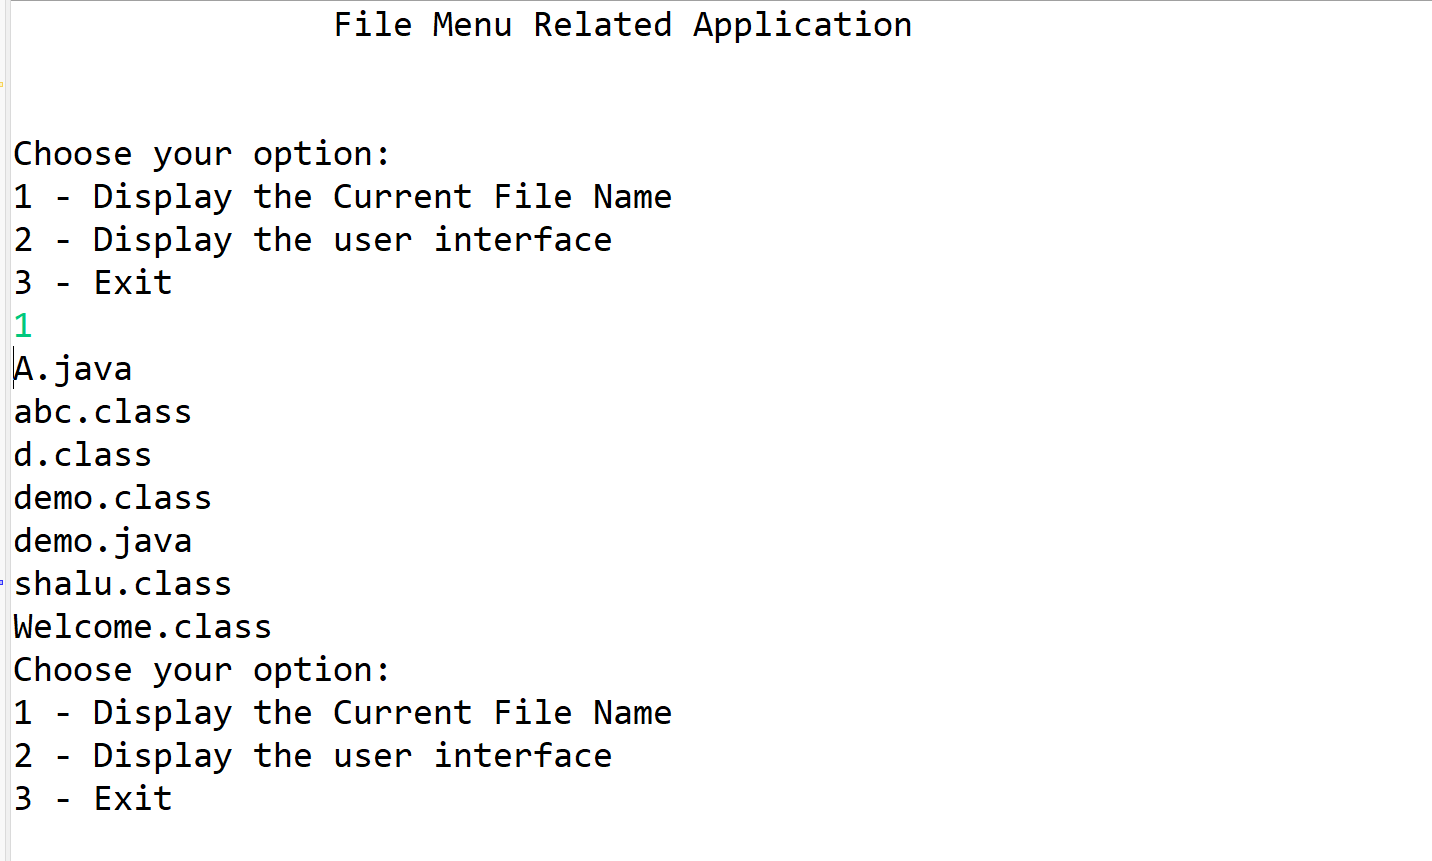 File Menu Related Application
Choose your option:
1 - Display the Current File Name
2 - Display the user interface
3 - Exit
1
A.java
abc.class
d.class
demo.class
demo.java
shalu.class
Welcome.class
Choose your option:
1 - Display the Current File Name
2 - Display the user interface
3 - Exit